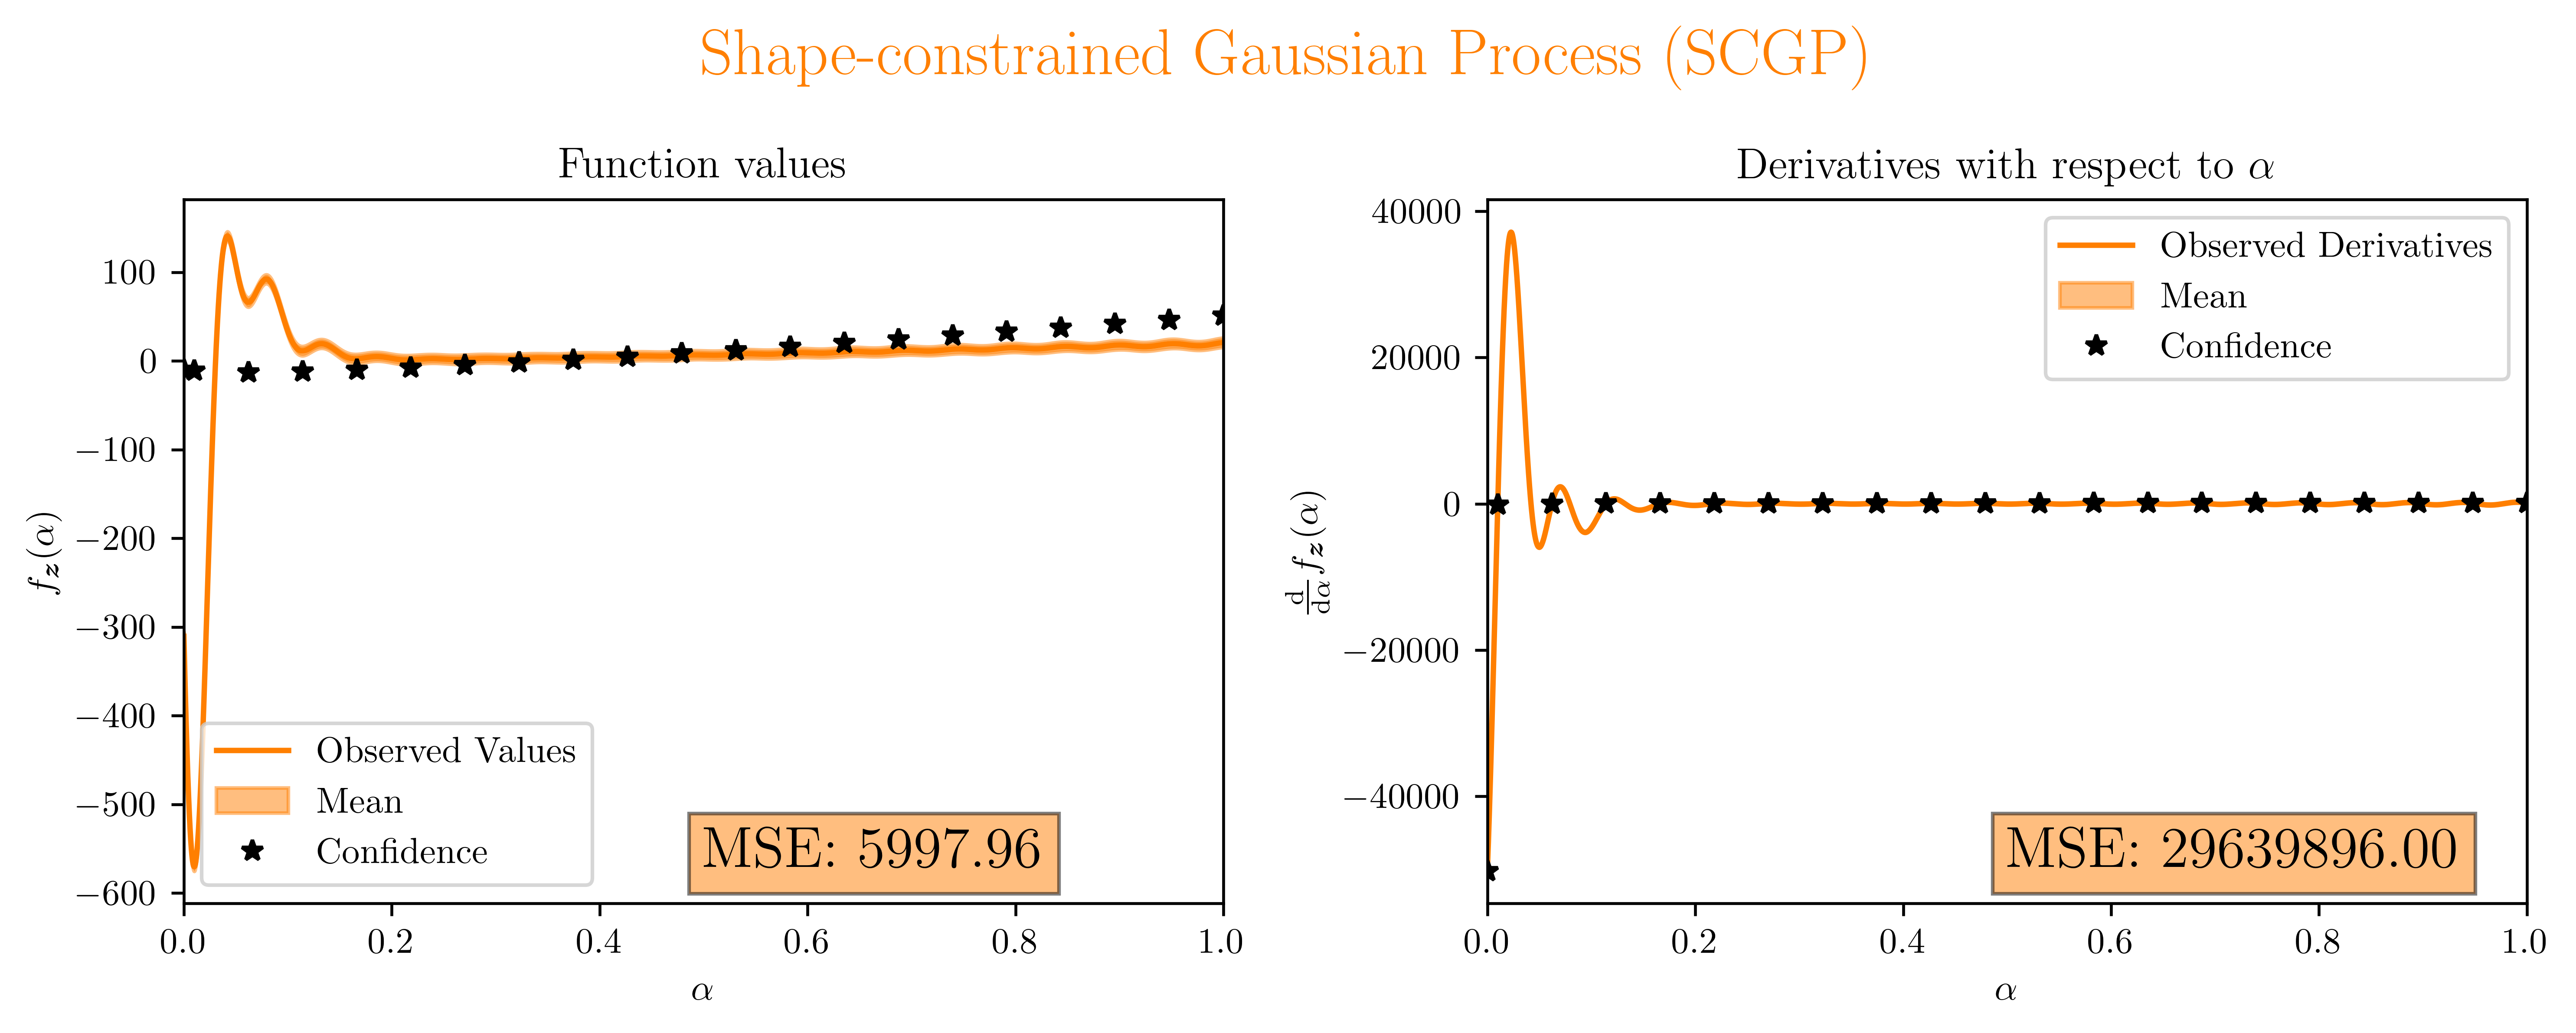 Shape-constrained Gaussian Process (SCGP)
Function values
100
0
−100
−200
−300
−400
−500
−600
f_z(α)
Observed Values
Mean
Confidence
MSE: 5997.96
0.0 0.2 0.4 0.6 0.8 1.0
α
Derivatives with respect to α
40000
20000
0
−20000
−40000
d/dα f_z(α)
Observed Derivatives
Mean
Confidence
MSE: 29639896.00
0.0 0.2 0.4 0.6 0.8 1.0
α